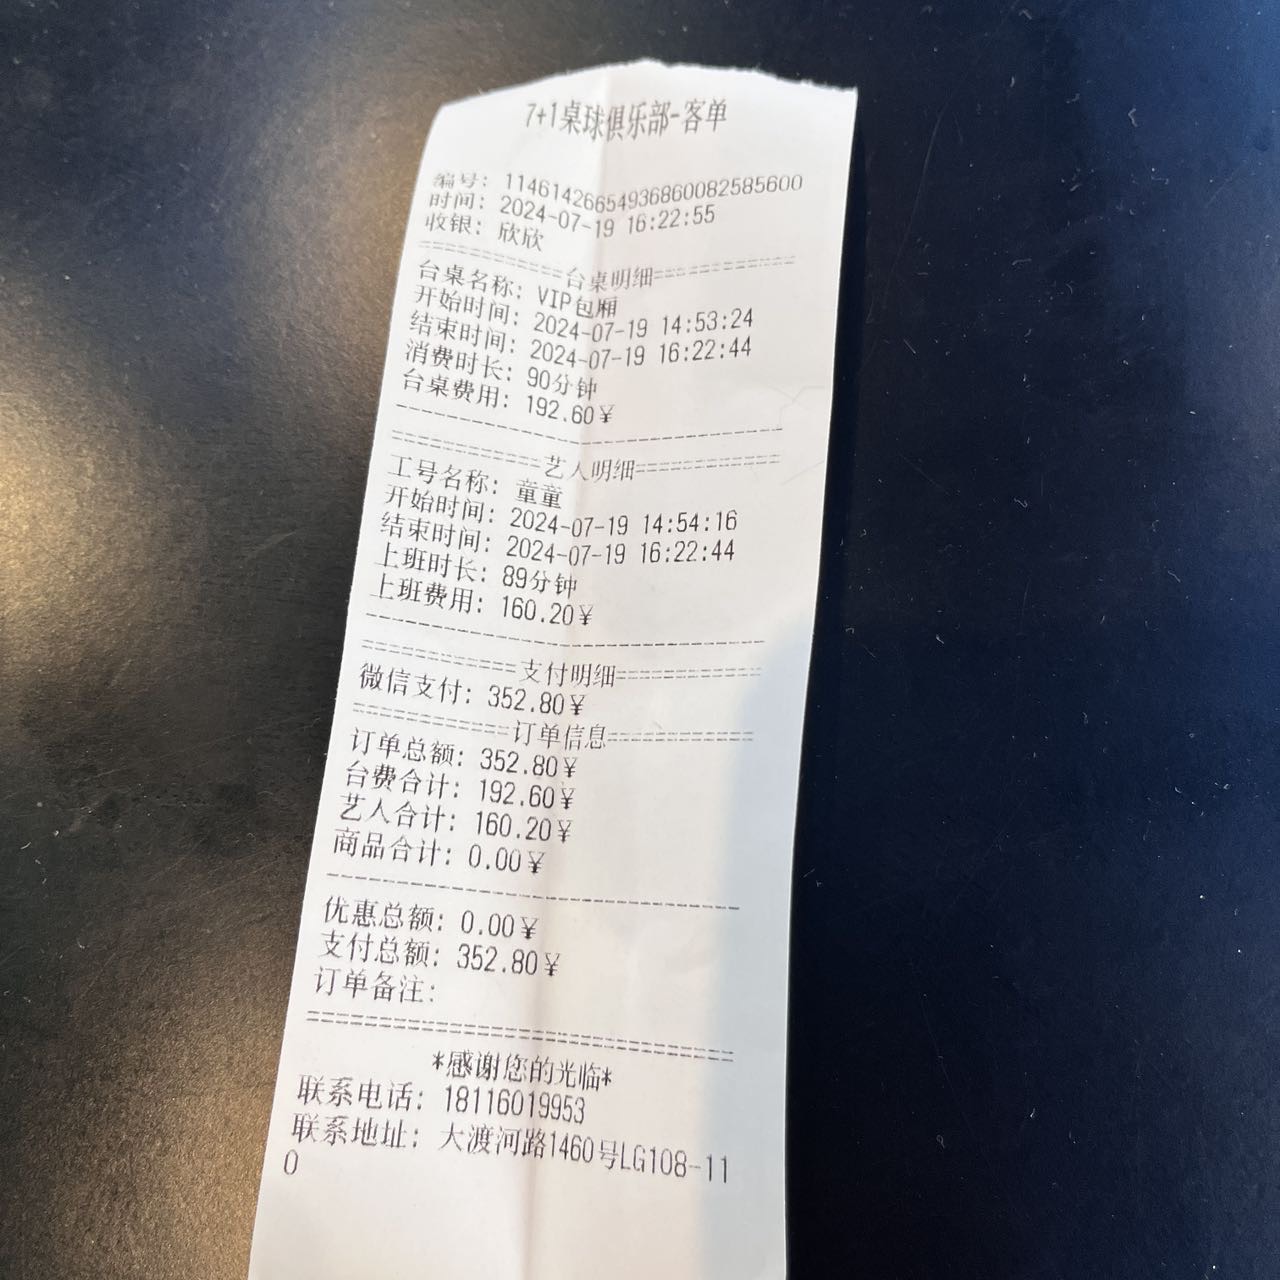 7+1桌球俱乐部-客单
编号: 1146142665493686008258560​0
时间: 2024-07-19 16:22:55
收银: 欣欣
==========台桌明细==========
台桌名称: VIP包厢
开始时间: 2024-07-19 14:53:24
结束时间: 2024-07-19 16:22:44
消费时长: 90分钟
台桌费用: 192.60¥
--------------------------------
==========艺人明细==========
工号名称: 童童
开始时间: 2024-07-19 14:54:16
结束时间: 2024-07-19 16:22:44
上班时长: 89分钟
上班费用: 160.20¥
--------------------------------
==========支付明细==========
微信支付: 352.80¥
==========订单信息==========
订单总额: 352.80¥
台费合计: 192.60¥
艺人合计: 160.20¥
商品合计: 0.00¥
--------------------------------
优惠总额: 0.00¥
支付总额: 352.80¥
订单备注:
================================
*感谢您的光临*
联系电话: 18116019953
联系地址: 大渡河路1460号LG108-11
0